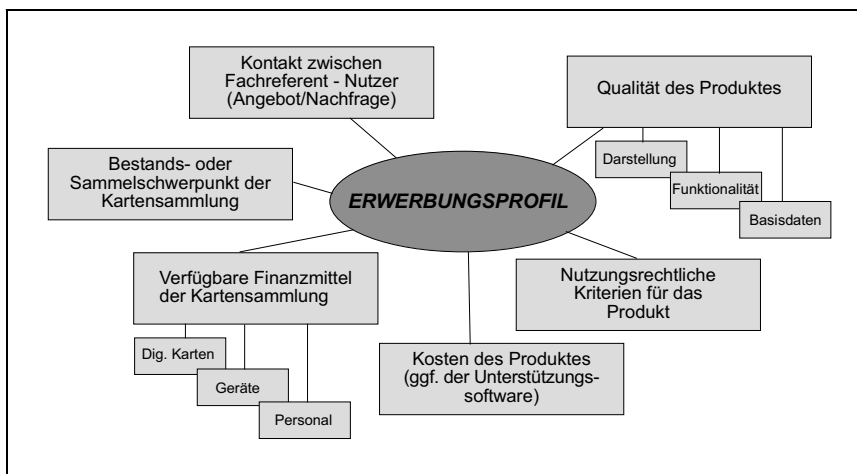 Kontakt zwischen
Fachreferent - Nutzer
(Angebot/Nachfrage)
Qualität des Produktes
Darstellung
Funktionalität
Basisdaten
Bestands- oder
Sammelschwerpunkt der
Kartensammlung
ERWERBUNGSPROFIL
Verfügbare Finanzmittel
der Kartensammlung
Dig. Karten
Geräte
Personal
Kosten des Produktes
(ggf. der Unterstützungs-
software)
Nutzungsrechtliche
Kriterien für das
Produkt